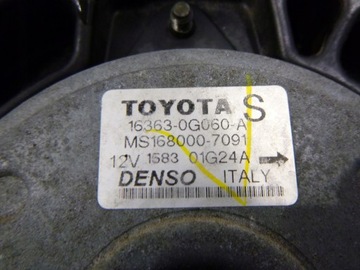 TOYOTA S
16363-0G060-A
MS168000-7091
12V 1583 01G24A →
DENSO ITALY